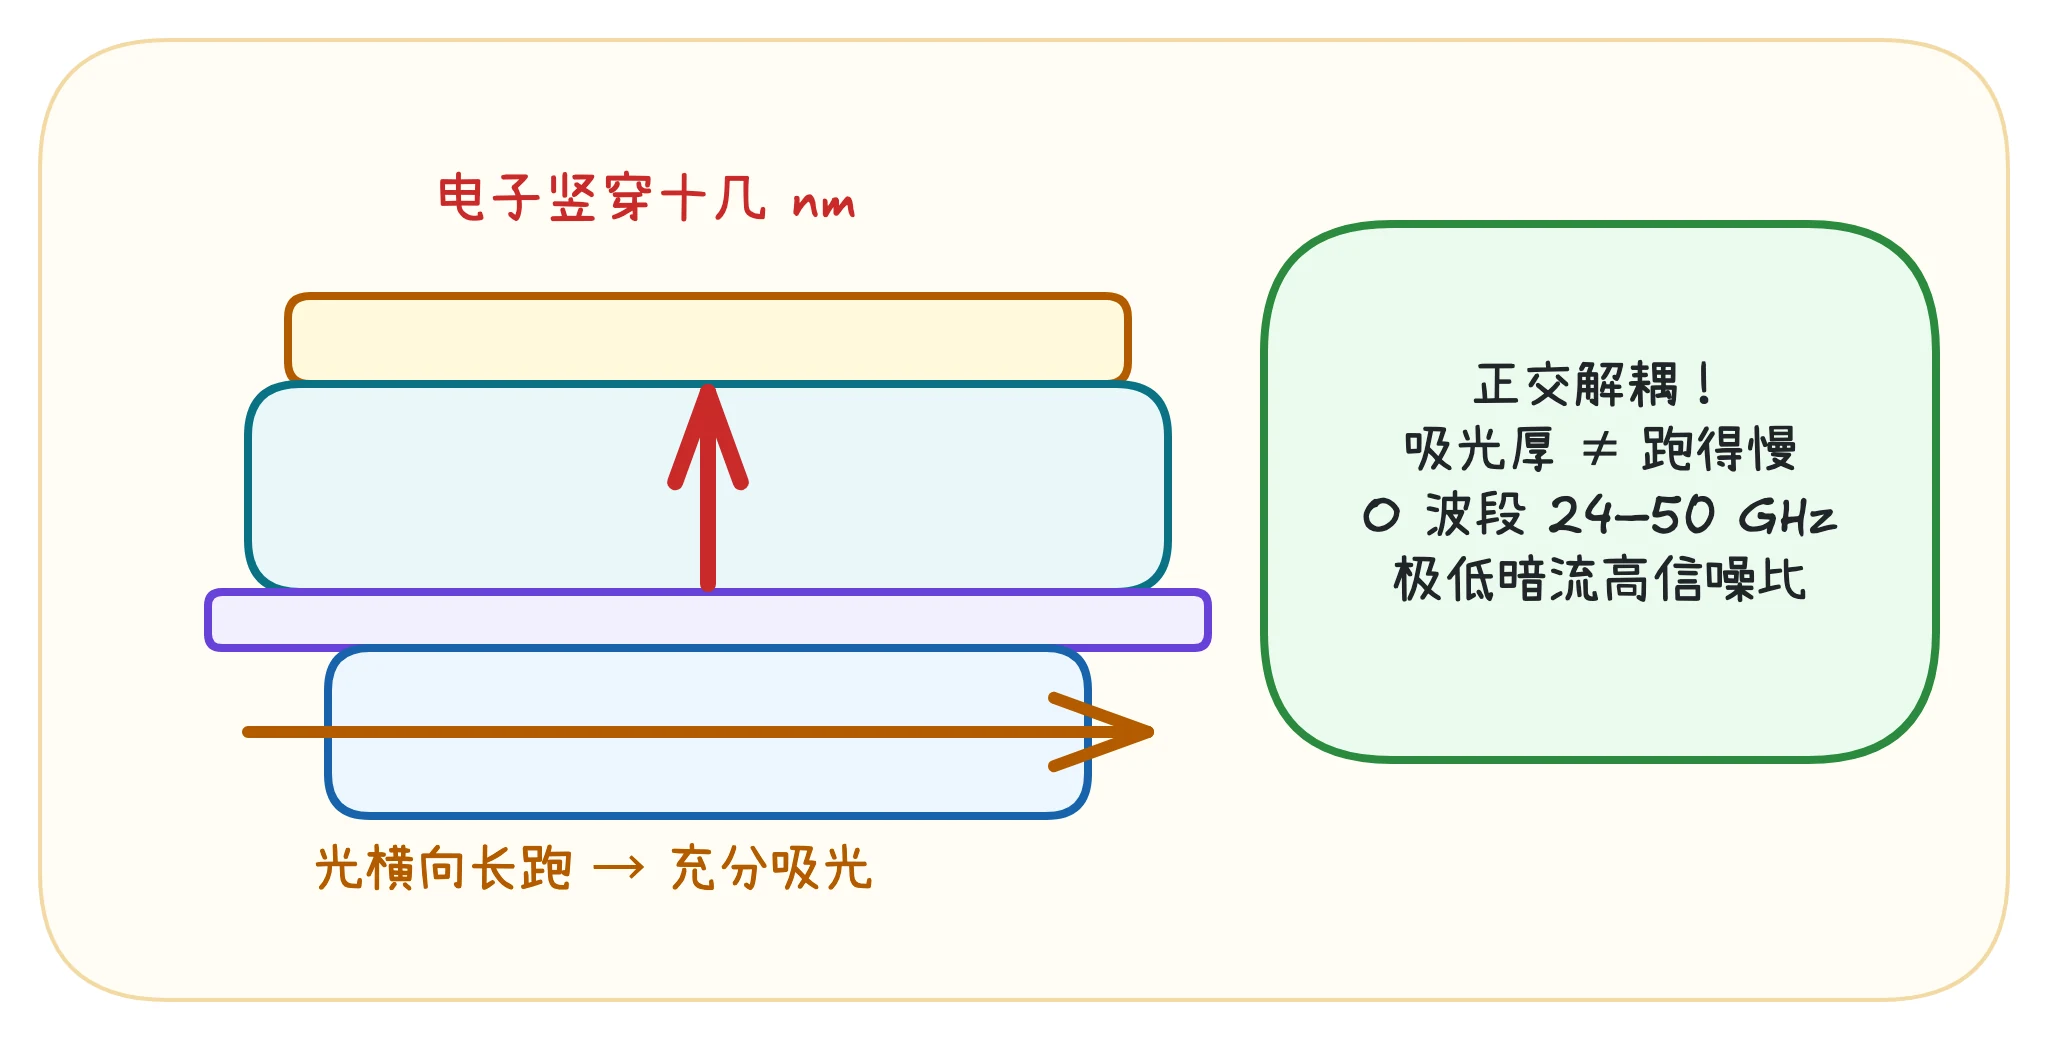 电子竖穿十几 nm
正交解耦！
吸光厚 ≠ 跑得慢
O 波段 24—50 GHz
极低暗流高信噪比
光横向长跑 → 充分吸光